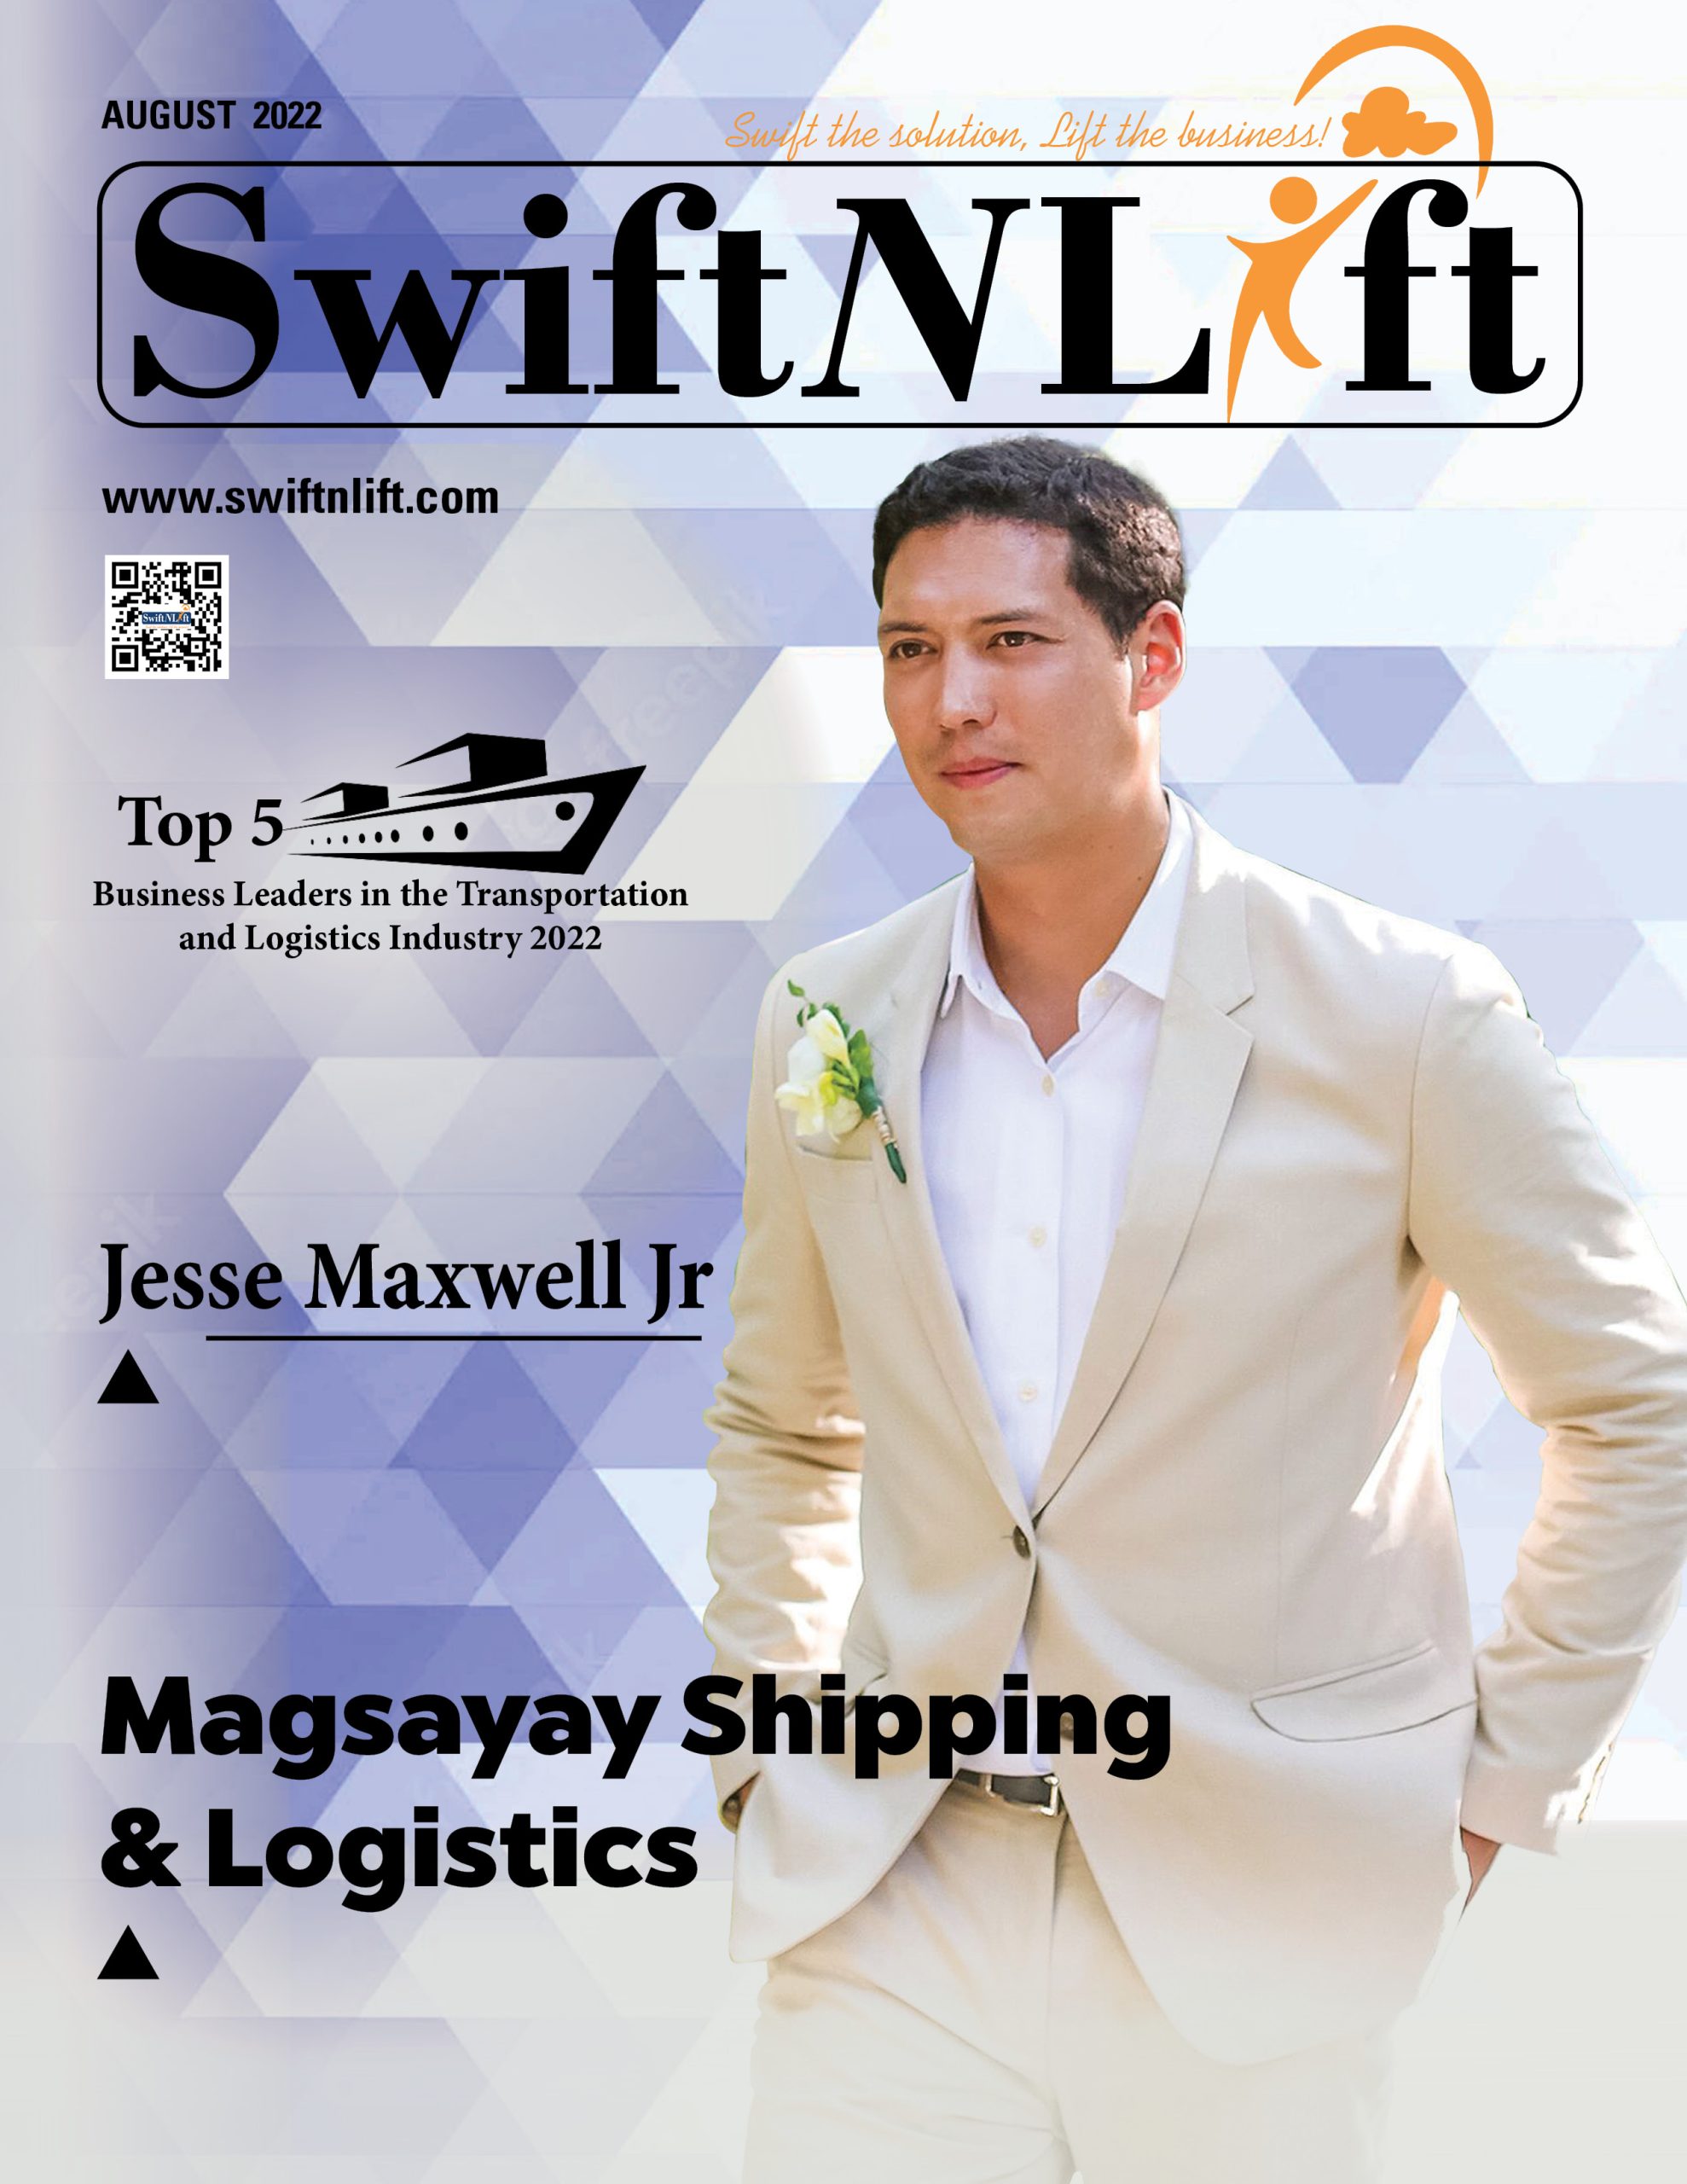 AUGUST 2022
Swift the solution, Lift the business!
SwiftNLift
www.swiftnlift.com
SwiftNLift
freepik
Top 5
Business Leaders in the Transportation
and Logistics Industry 2022
Jesse Maxwell Jr
Magsayay Shipping
& Logistics